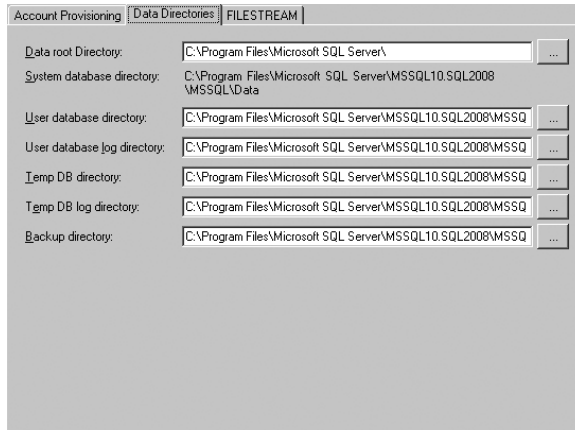 Account Provisioning Data Directories FILESTREAM
Data root Directory: C:\Program Files\Microsoft SQL Server\ ...
System database directory: C:\Program Files\Microsoft SQL Server\MSSQL10.SQL2008
\MSSQL\Data
User database directory: C:\Program Files\Microsoft SQL Server\MSSQL10.SQL2008\MSSQ ...
User database log directory: C:\Program Files\Microsoft SQL Server\MSSQL10.SQL2008\MSSQ ...
Temp DB directory: C:\Program Files\Microsoft SQL Server\MSSQL10.SQL2008\MSSQ ...
Temp DB log directory: C:\Program Files\Microsoft SQL Server\MSSQL10.SQL2008\MSSQ ...
Backup directory: C:\Program Files\Microsoft SQL Server\MSSQL10.SQL2008\MSSQ ...